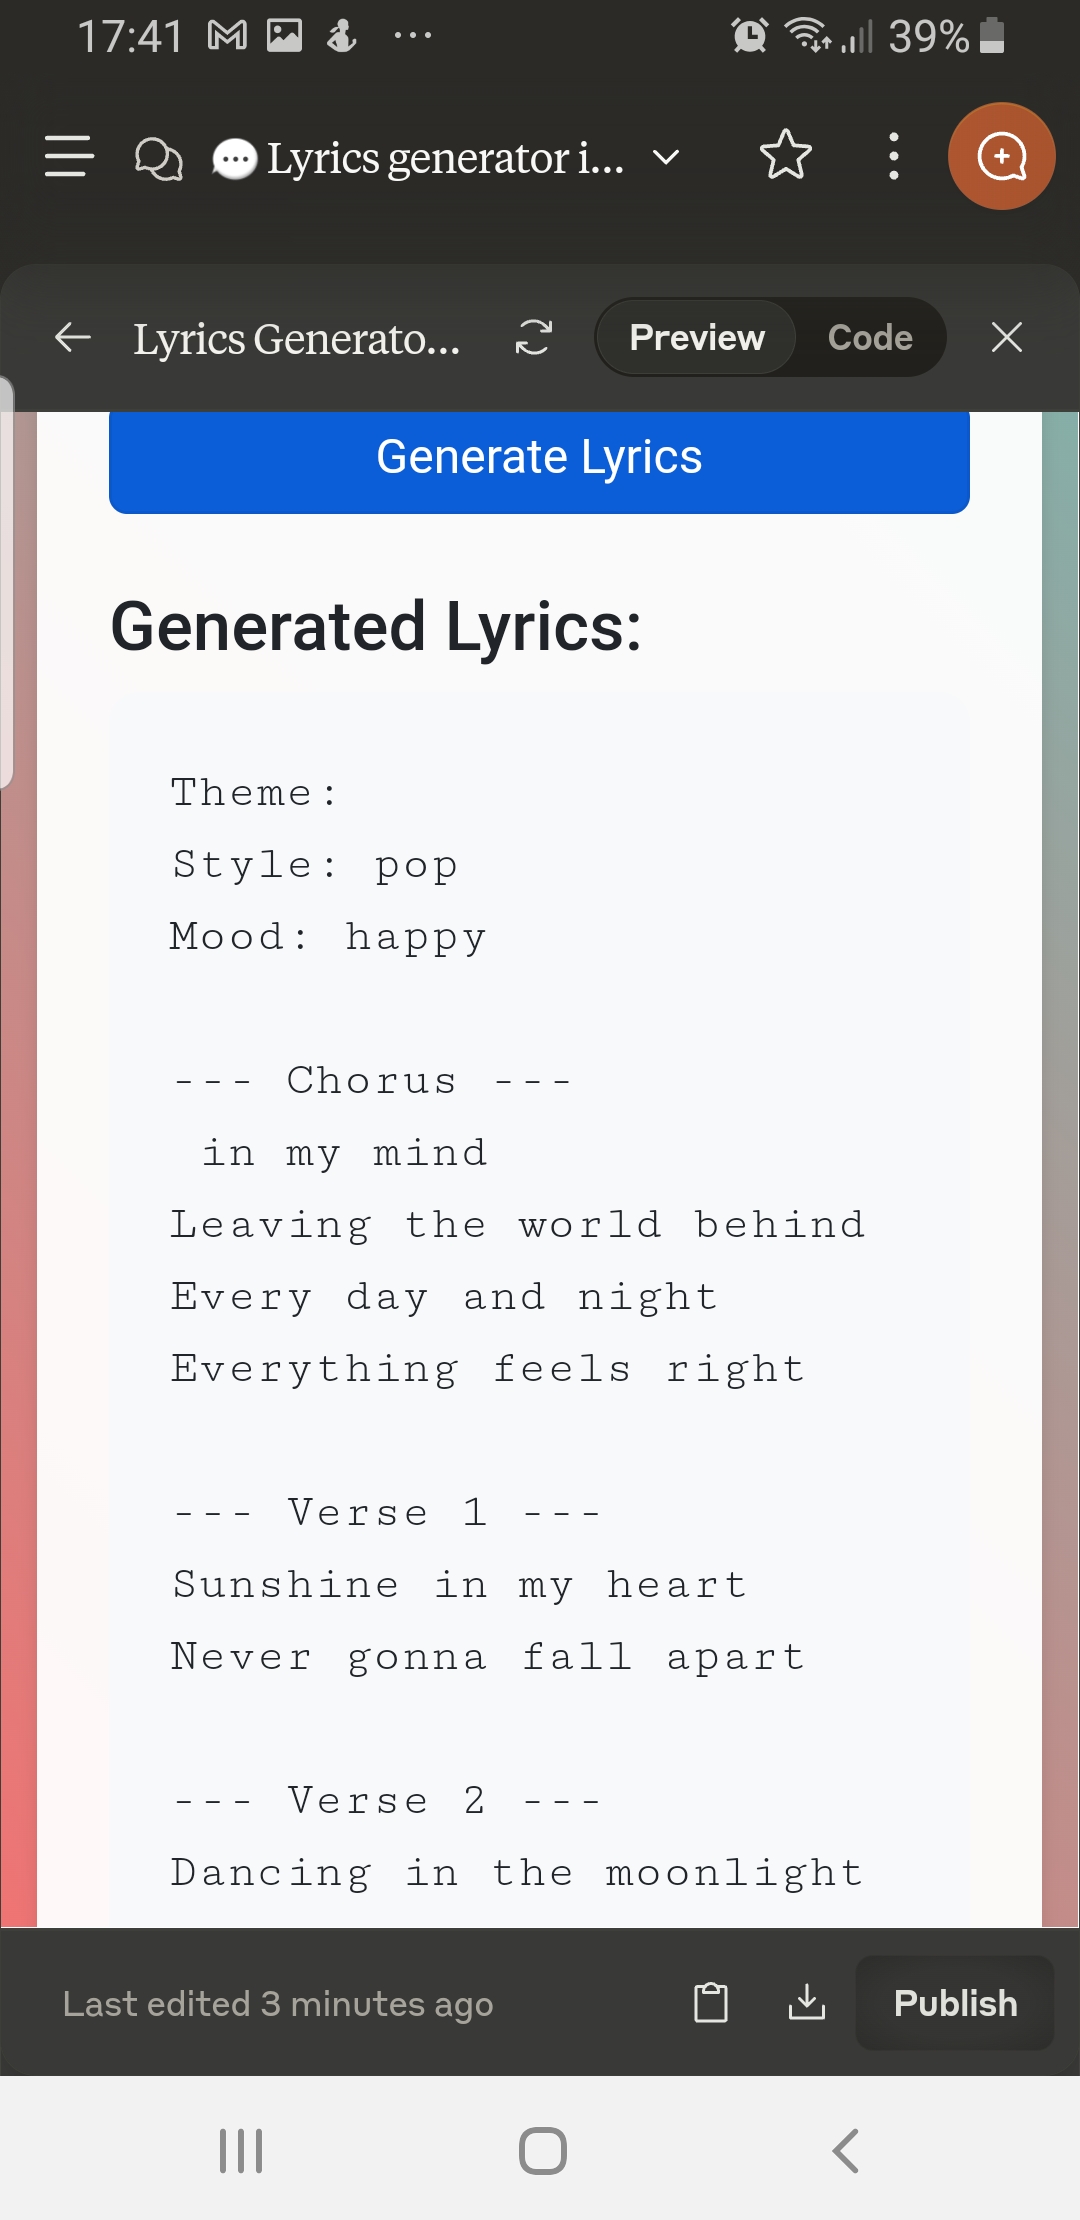 17:41
39%
Lyrics generator i...
Lyrics Generato...
Preview
Code
Generate Lyrics
Generated Lyrics:
Theme:
Style: pop
Mood: happy
--- Chorus ---
in my mind
Leaving the world behind
Every day and night
Everything feels right
--- Verse 1 ---
Sunshine in my heart
Never gonna fall apart
--- Verse 2 ---
Dancing in the moonlight
Last edited 3 minutes ago
Publish